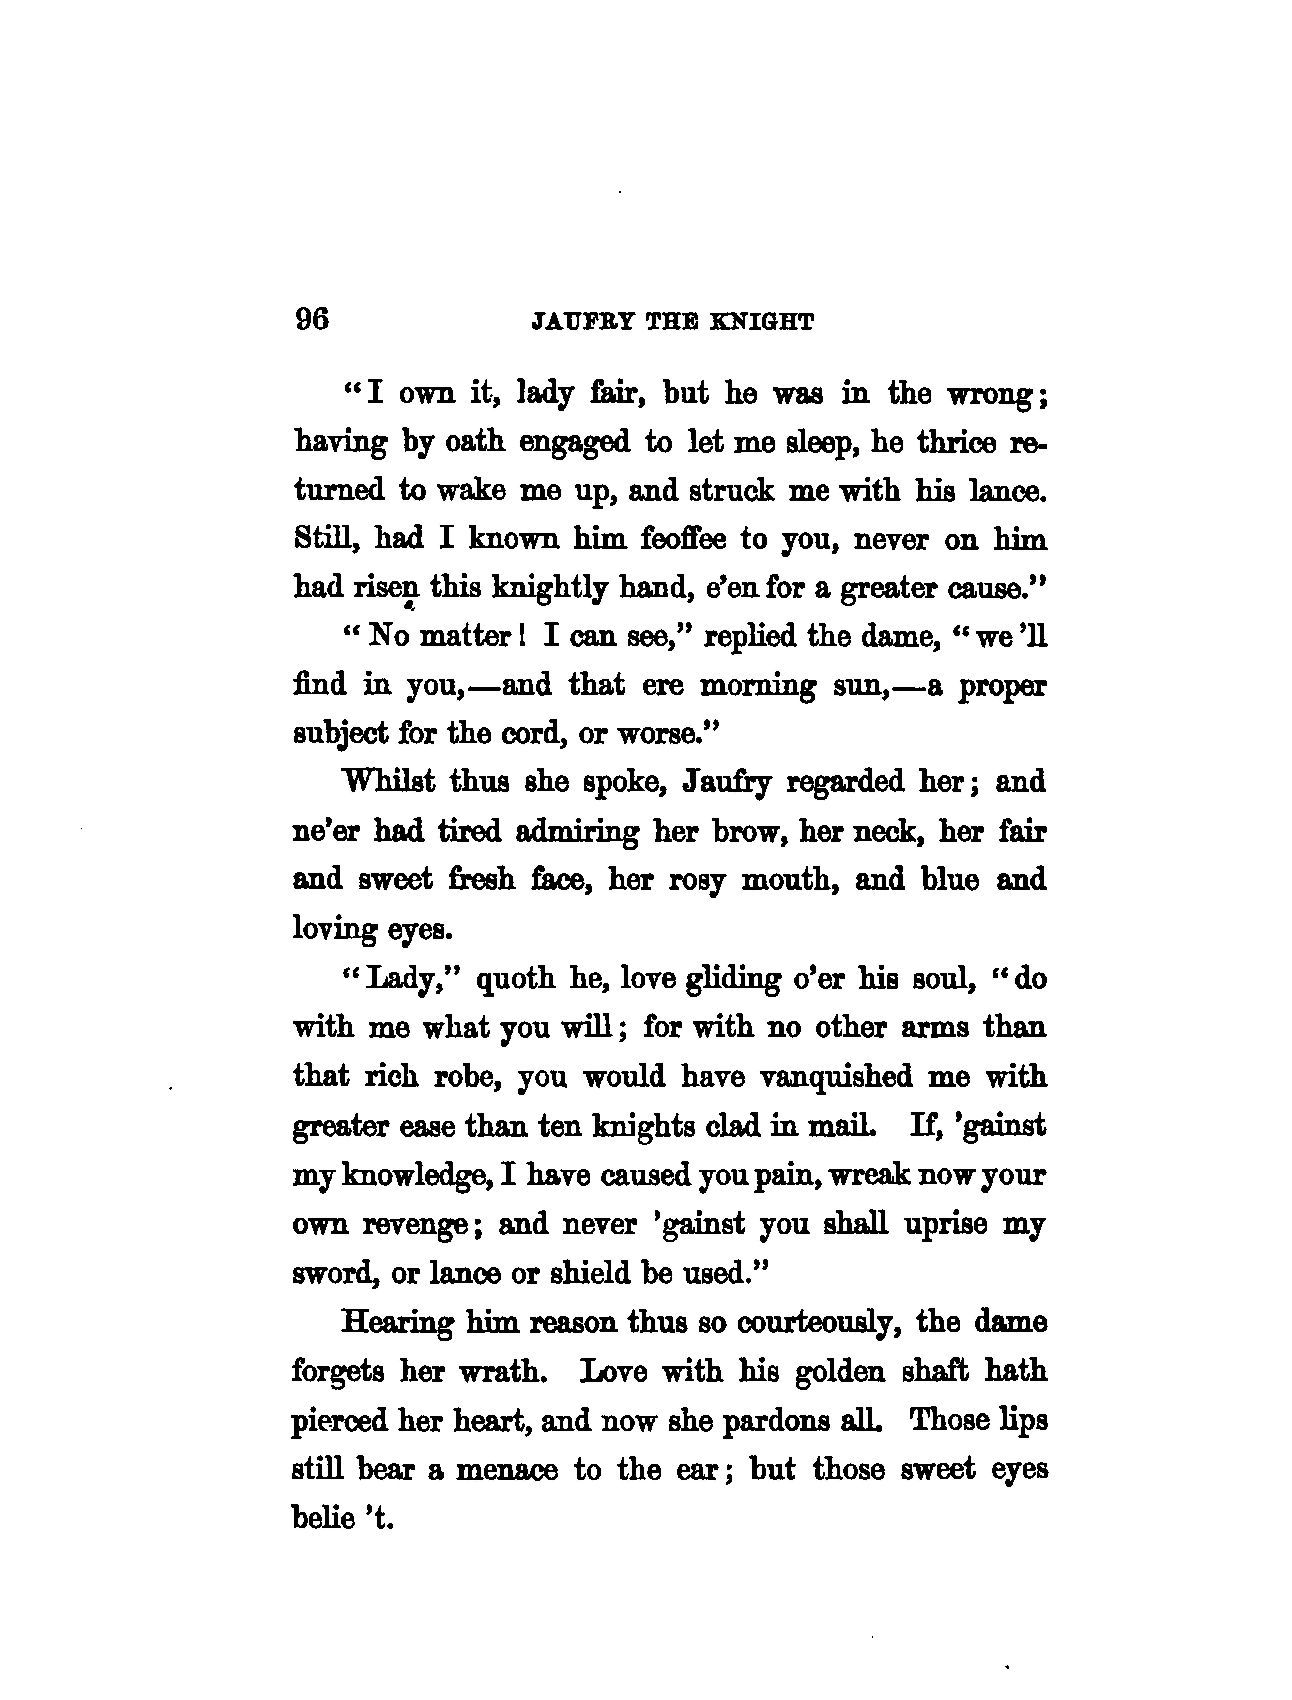 96 JAUFRY THE KNIGHT
“I own it, lady fair, but he was in the wrong;
having by oath engaged to let me sleep, he thrice re-
turned to wake me up, and struck me with his lance.
Still, had I known him feoffee to you, never on him
had risen this knightly hand, e’en for a greater cause.”
“No matter! I can see,” replied the dame, “we ’ll
find in you,—and that ere morning sun,—a proper
subject for the cord, or worse.”
Whilst thus she spoke, Jaufry regarded her; and
ne’er had tired admiring her brow, her neck, her fair
and sweet fresh face, her rosy mouth, and blue and
loving eyes.
“Lady,” quoth he, love gliding o’er his soul, “do
with me what you will; for with no other arms than
that rich robe, you would have vanquished me with
greater ease than ten knights clad in mail. If, ’gainst
my knowledge, I have caused you pain, wreak now your
own revenge; and never ’gainst you shall uprise my
sword, or lance or shield be used.”
Hearing him reason thus so courteously, the dame
forgets her wrath. Love with his golden shaft hath
pierced her heart, and now she pardons all. Those lips
still bear a menace to the ear; but those sweet eyes
belie ’t.